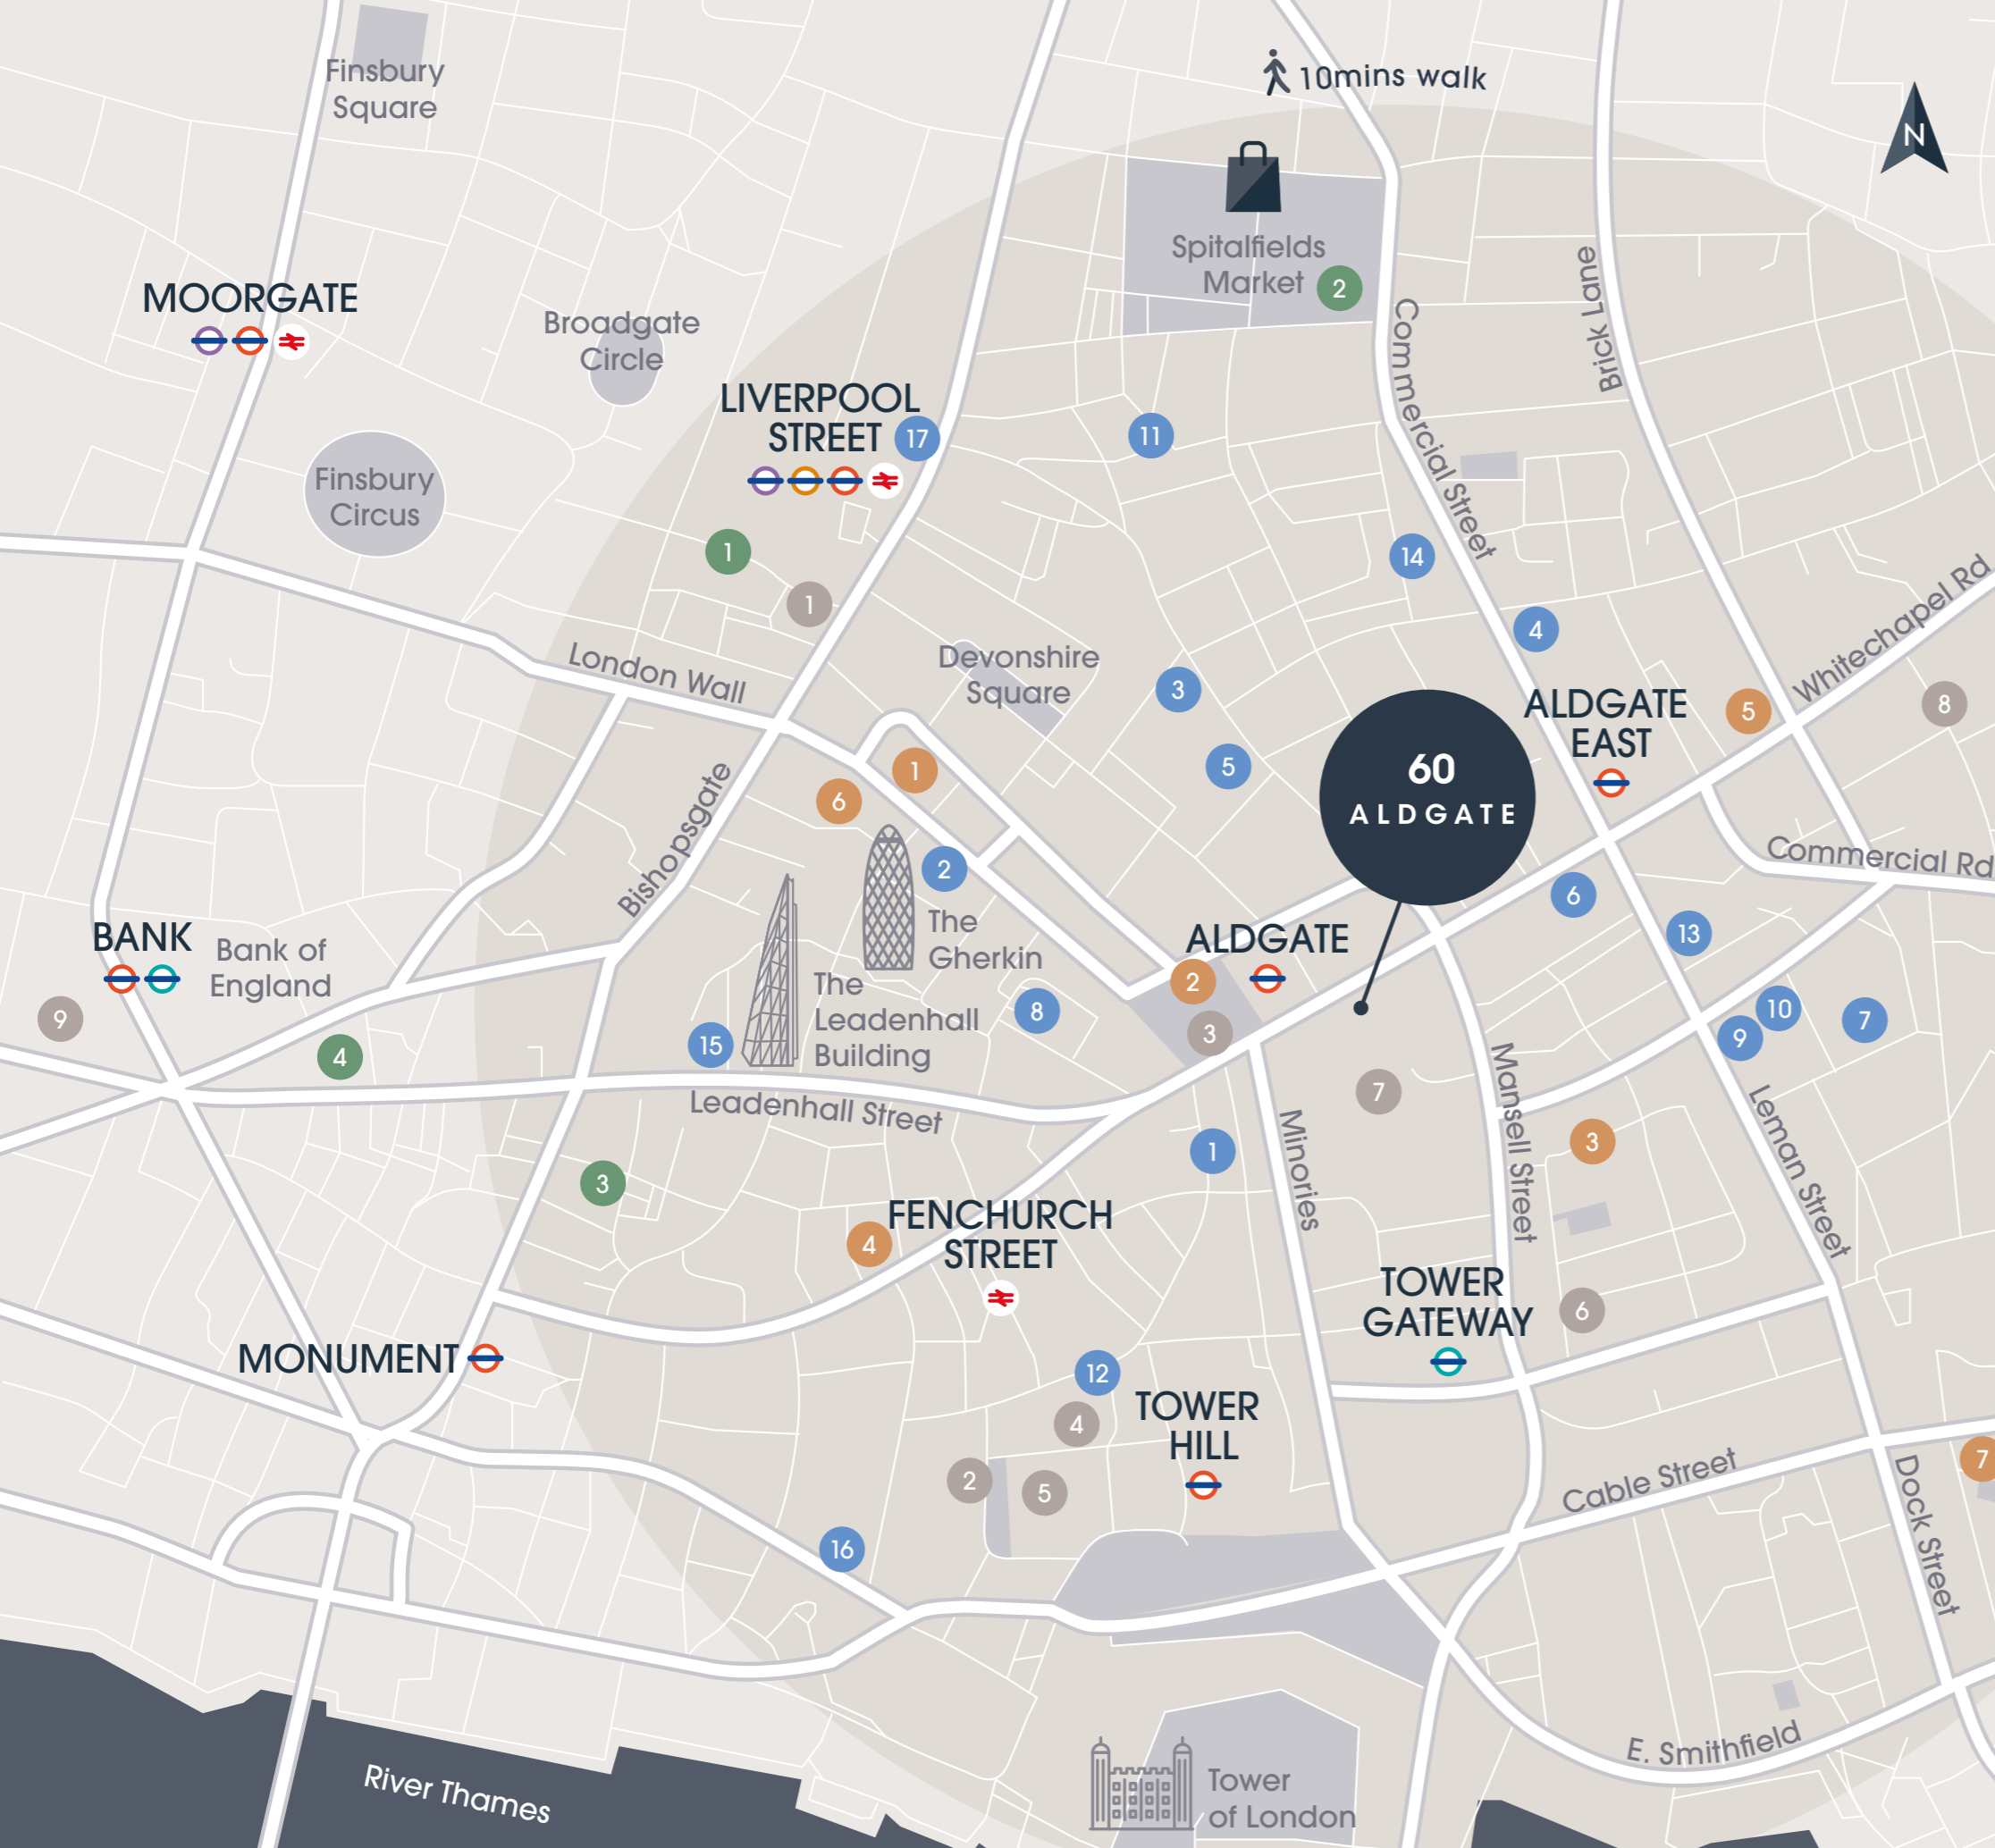 10mins walk
Finsbury
Square
N
Spitalfields
Market
2
Brick Lane
MOORGATE
Broadgate
Circle
Commercial Street
LIVERPOOL
STREET
17
11
Finsbury
Circus
1
14
1
4
Whitechapel Rd
London Wall
Devonshire
Square
3
ALDGATE
EAST
5
8
5
60
ALDGATE
1
6
Bishopsgate
2
Commercial Rd
6
The
Gherkin
13
BANK
Bank of
England
ALDGATE
2
The
Leadenhall
Building
8
3
10
7
9
9
15
4
7
Leadenhall Street
Mansell Street
Leman Street
Minories
1
3
3
4
FENCHURCH
STREET
TOWER
GATEWAY
6
MONUMENT
12
4
TOWER
HILL
2
5
Cable Street
7
Dock Street
16
E. Smithfield
River Thames
Tower
of London